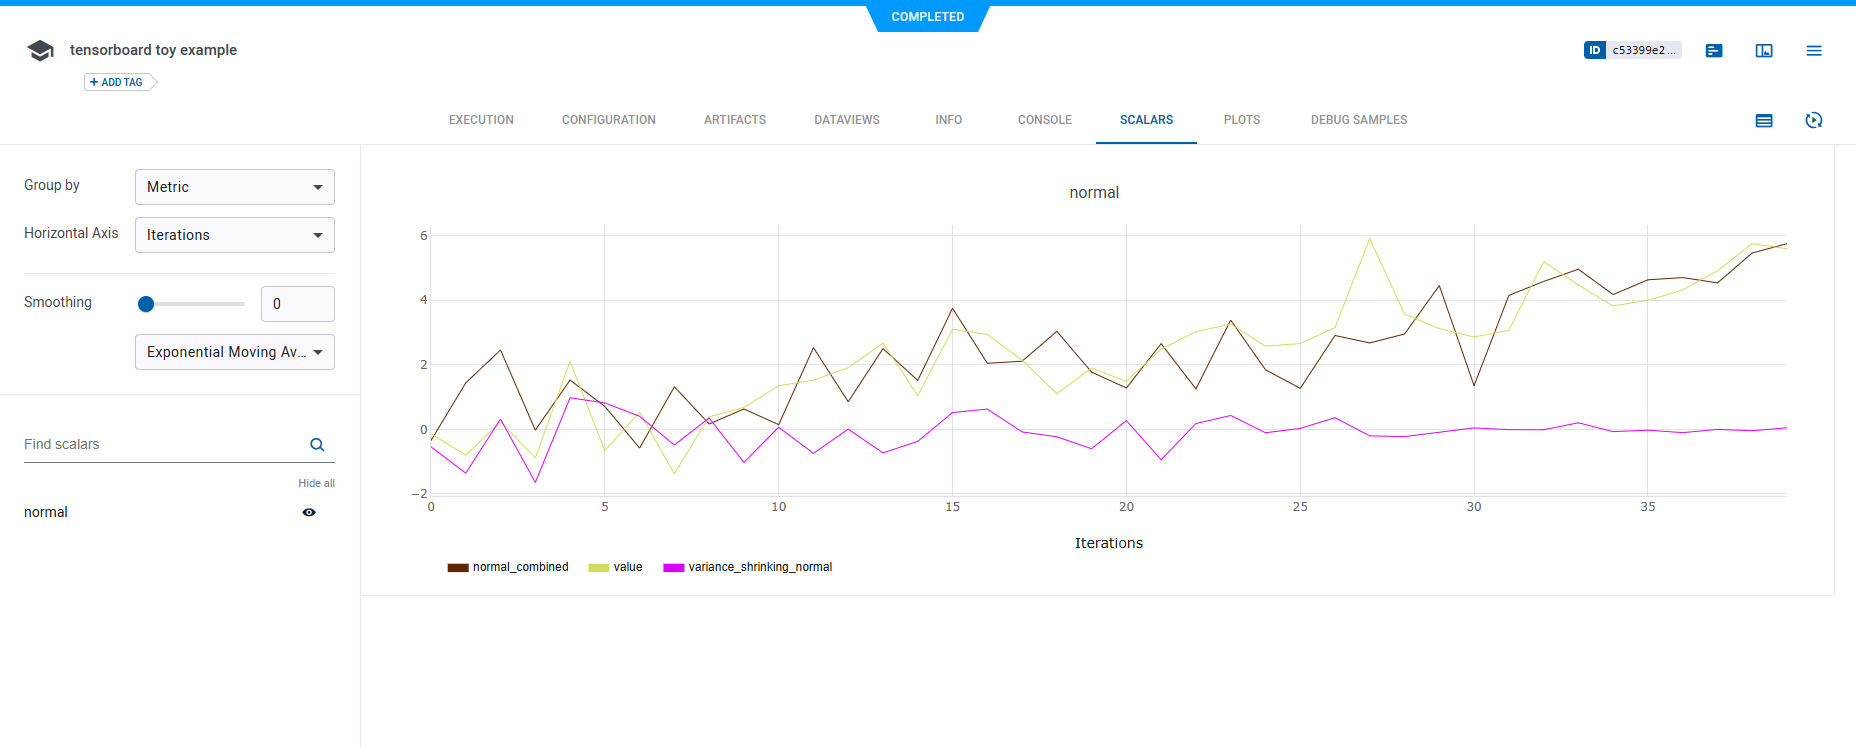 COMPLETED
tensorboard toy example
ID c53399e2...
+ ADD TAG
EXECUTION CONFIGURATION ARTIFACTS DATAVIEWS INFO CONSOLE SCALARS PLOTS DEBUG SAMPLES
Group by Metric
Horizontal Axis Iterations
Smoothing 0
Exponential Moving Av...
Find scalars
Hide all
normal
normal
6
4
2
0
−2
0 5 10 15 20 25 30 35
Iterations
normal_combined value variance_shrinking_normal